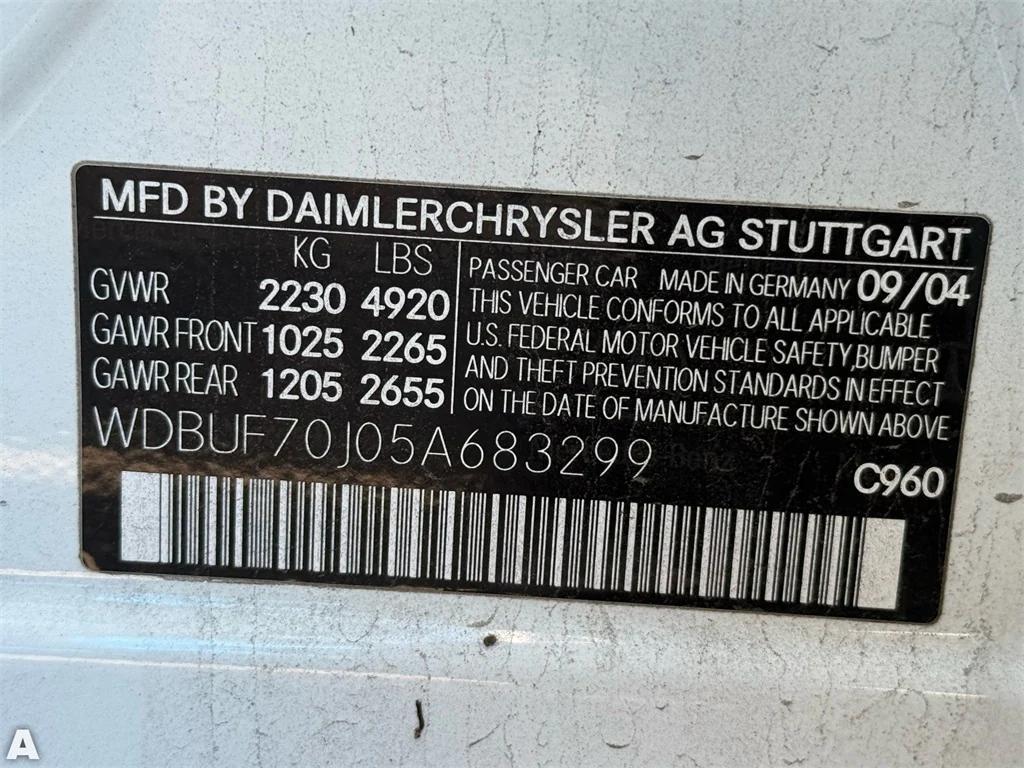 MFD BY DAIMLERCHRYSLER AG STUTTGART
KG LBS
GVWR 2230 4920
GAWR FRONT 1025 2265
GAWR REAR 1205 2655
PASSENGER CAR MADE IN GERMANY 09/04
THIS VEHICLE CONFORMS TO ALL APPLICABLE
U.S. FEDERAL MOTOR VEHICLE SAFETY, BUMPER
AND THEFT PREVENTION STANDARDS IN EFFECT
ON THE DATE OF MANUFACTURE SHOWN ABOVE
WDBUF70J05A683299
C960
A